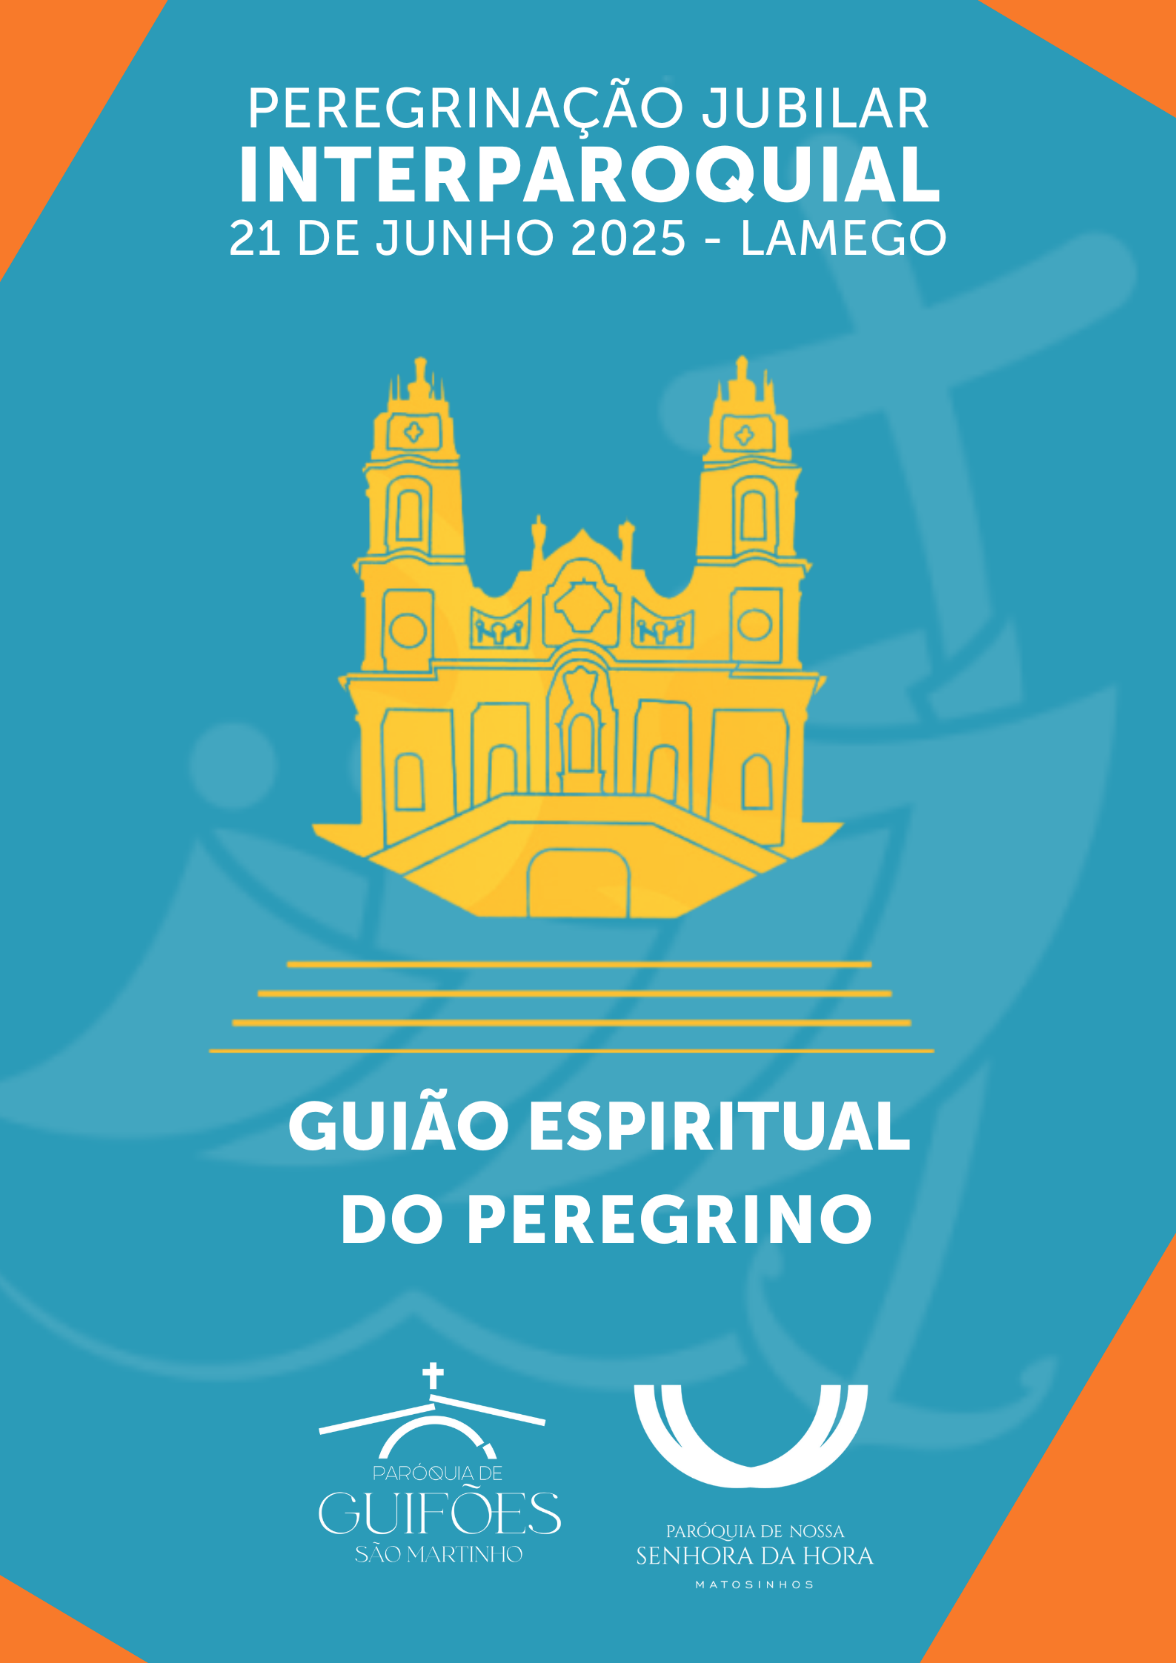 PEREGRINAÇÃO JUBILAR
INTERPAROQUIAL
21 DE JUNHO 2025 - LAMEGO
GUIÃO ESPIRITUAL
DO PEREGRINO
PARÓQUIA DE
GUIFÕES
SÃO MARTINHO
PARÓQUIA DE NOSSA
SENHORA DA HORA
MATOSINHOS